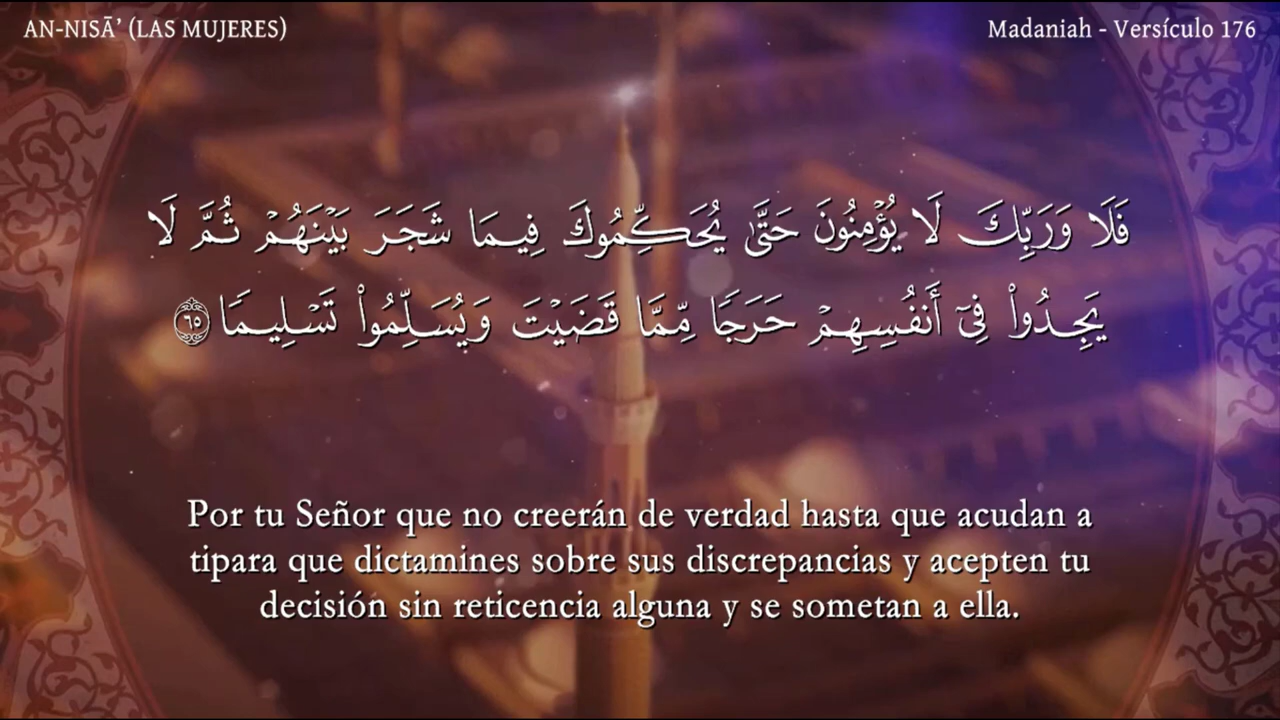 AN-NISĀ’ (LAS MUJERES)
Madaniah - Versículo 176
فَلَا وَرَبِّكَ لَا يُؤْمِنُونَ حَتَّىٰ يُحَكِّمُوكَ فِيمَا شَجَرَ بَيْنَهُمْ ثُمَّ لَا
يَجِدُوا۟ فِىٓ أَنفُسِهِمْ حَرَجًا مِّمَّا قَضَيْتَ وَيُسَلِّمُوا۟ تَسْلِيمًا ٦٥
Por tu Señor que no creerán de verdad hasta que acudan a
tipara que dictamines sobre sus discrepancias y acepten tu
decisión sin reticencia alguna y se sometan a ella.